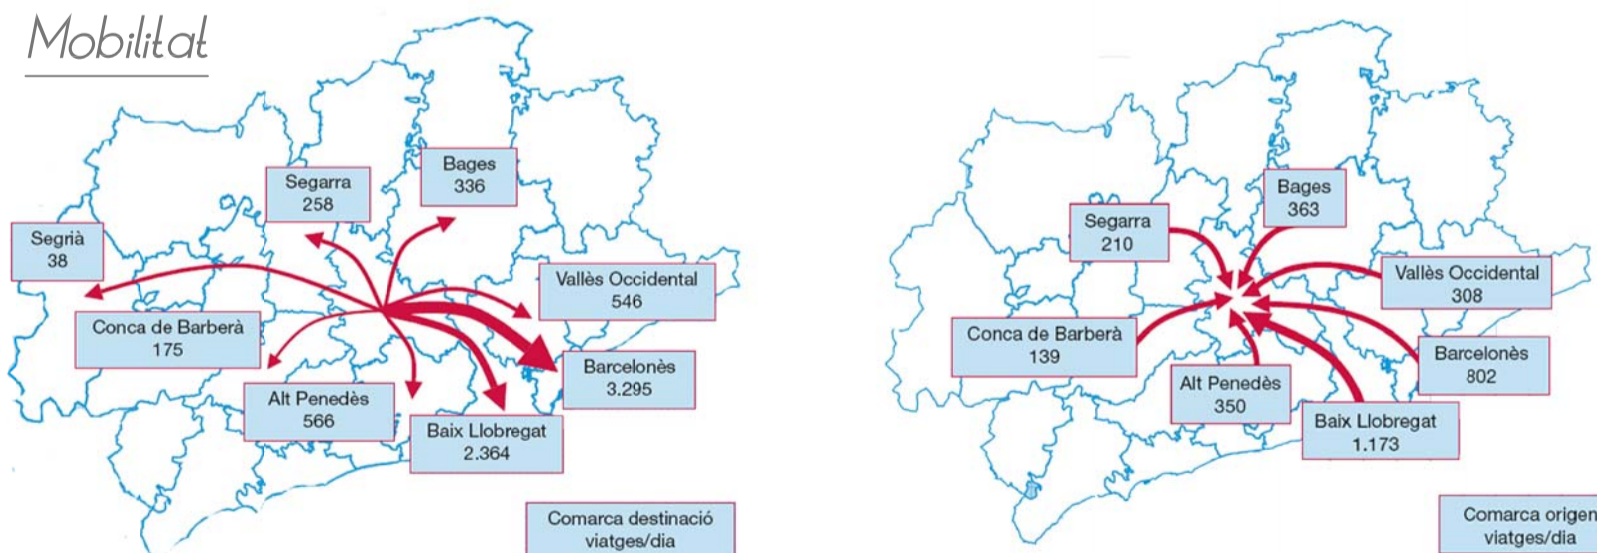 Mobilitat
Bages
336
Segarra
258
Segrià
38
Vallès Occidental
546
Conca de Barberà
175
Barcelonès
3.295
Alt Penedès
566
Baix Llobregat
2.364
Comarca destinació
viatges/dia
Bages
363
Segarra
210
Vallès Occidental
308
Conca de Barberà
139
Barcelonès
802
Alt Penedès
350
Baix Llobregat
1.173
Comarca origen
viatges/dia